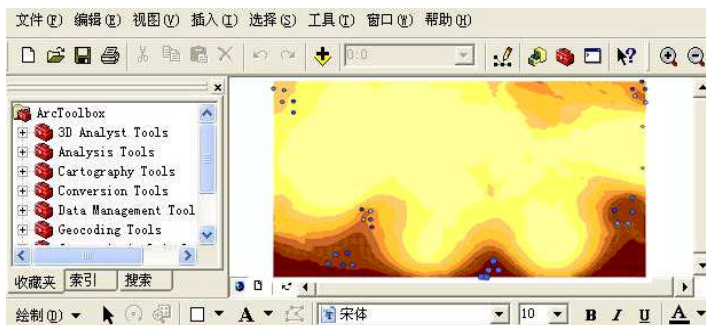 文件(F) 编辑(E) 视图(V) 插入(I) 选择(S) 工具(T) 窗口(W) 帮助(H)
0:0
ArcToolbox
3D Analyst Tools
Analysis Tools
Cartography Tools
Conversion Tools
Data Management Tool
Geocoding Tools
收藏夹 索引 搜索
绘制(D) A 宋体 10 B I U A